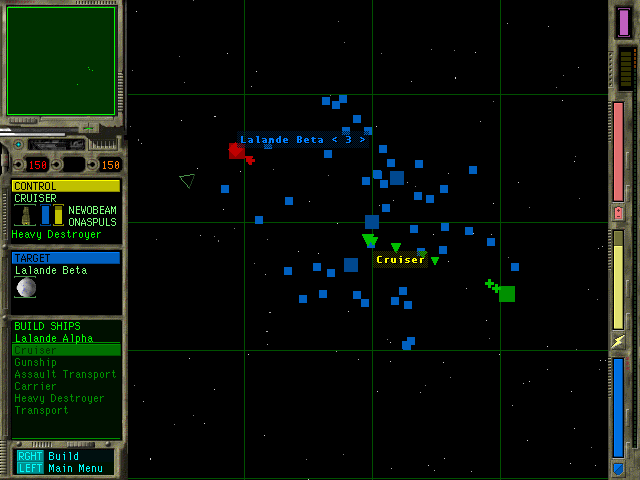 Lalande Beta < 3 >
150
150
CONTROL
CRUISER
NEWOBEAM
ONASPULS
Heavy Destroyer
TARGET
Lalande Beta
Cruiser
BUILD SHIPS
Lalande Alpha
Cruiser
Gunship
Assault Transport
Carrier
Heavy Destroyer
Transport
RGHT Build
LEFT Main Menu